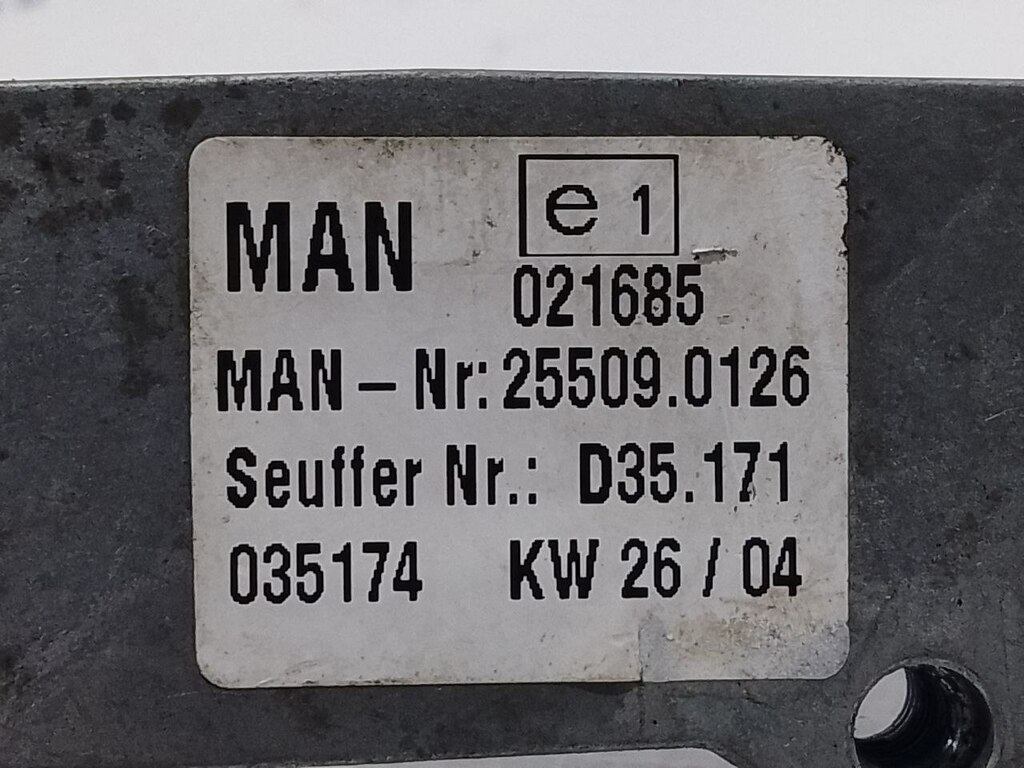 MAN e 1
021685
MAN – Nr: 25509.0126
Seuffer Nr.: D35.171
035174 KW 26 / 04